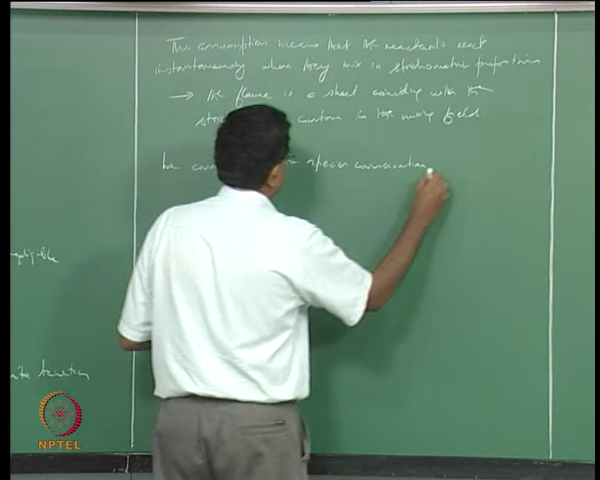 This assumption means that the reactants react
instantaneously when they mix in stoichiometric proportions
→ the flame is a sheet coinciding with the
contour in the mixing field.
we species conservation
NPTEL